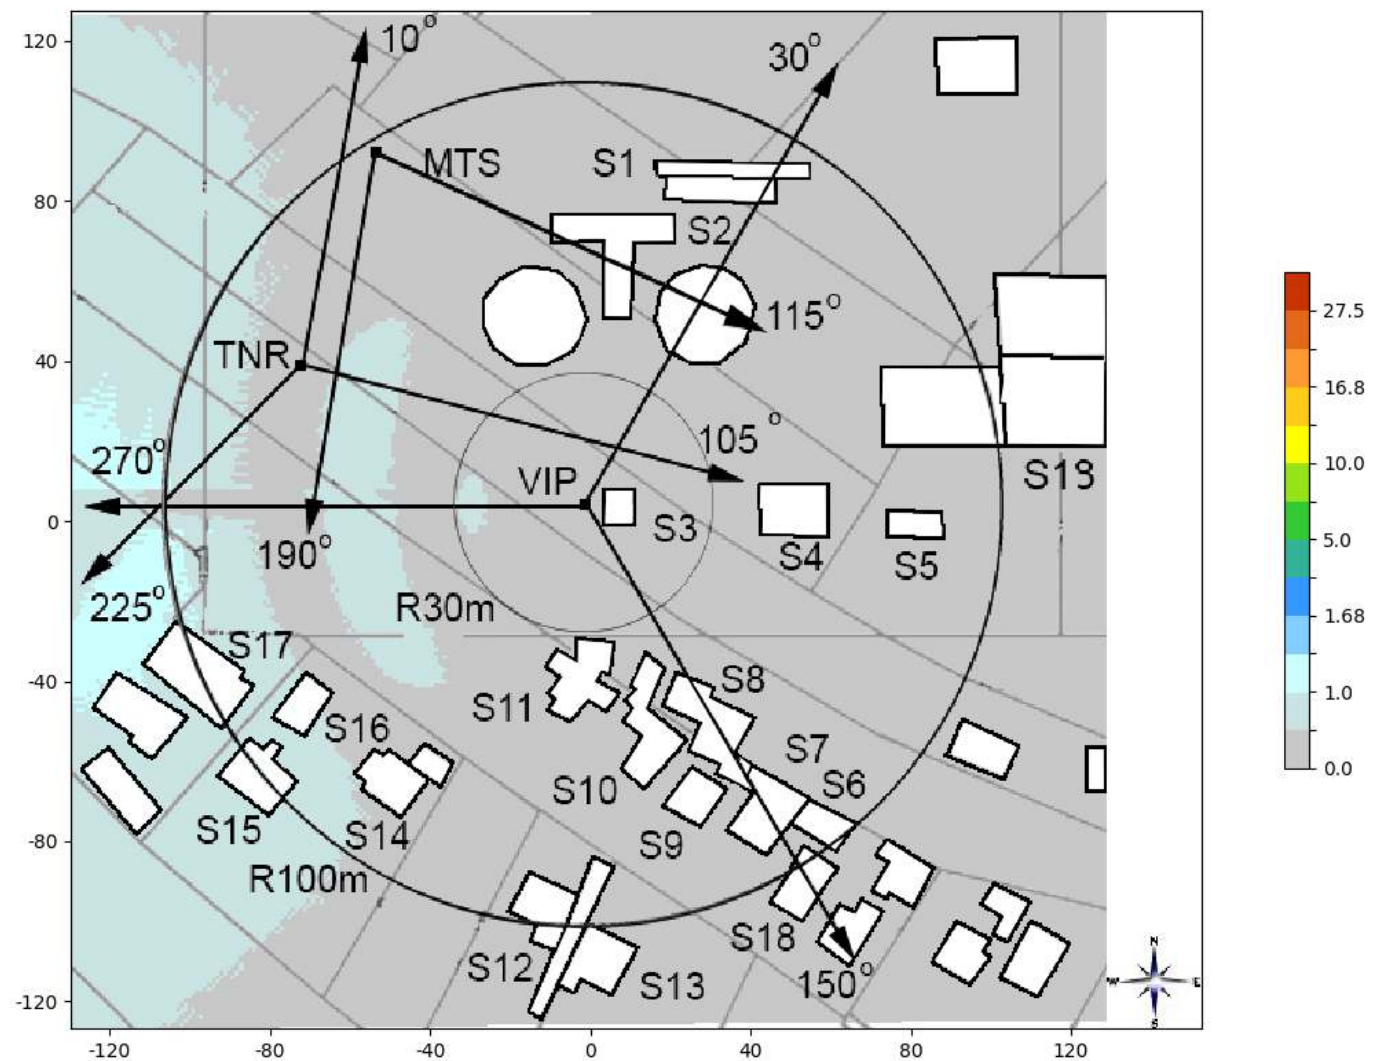 120
10°
30°
MTS
S1
80
S2
115°
TNR
40
105°
270°
VIP
S13
0
S3
S4
S5
190°
225°
R30m
S17
-40
S8
S11
S16
S7
S10
S6
S15
S14
S9
-80
R100m
S18
S12
S13
150°
-120
-120
-80
-40
0
40
80
120
27.5
16.8
10.0
5.0
1.68
1.0
0.0
N
W
E
S